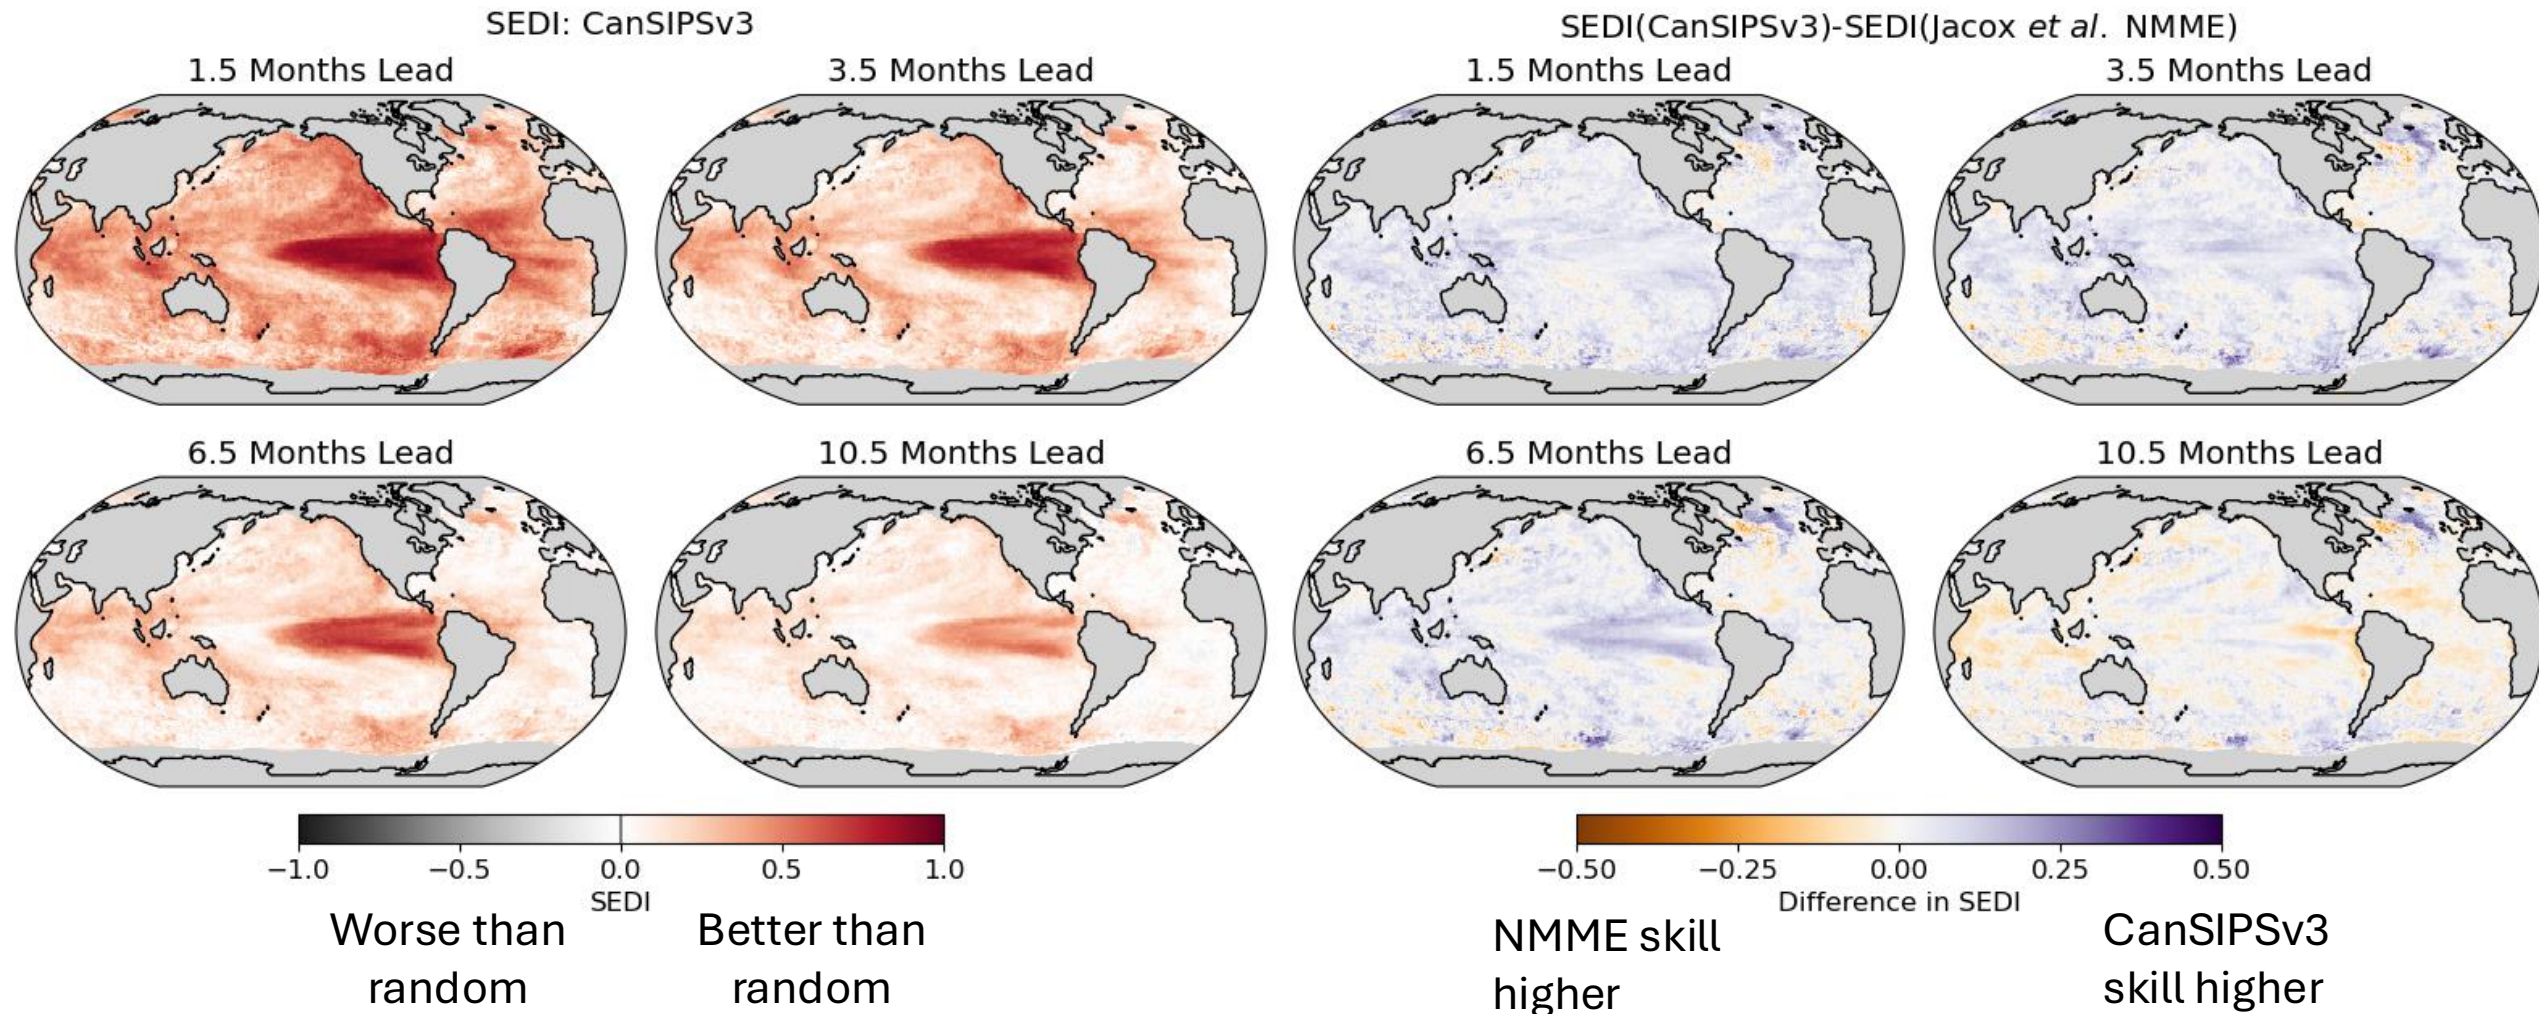 SEDI: CanSIPSv3
1.5 Months Lead
3.5 Months Lead
6.5 Months Lead
10.5 Months Lead
−1.0
−0.5
0.0
0.5
1.0
SEDI
Worse than
random
Better than
random
SEDI(CanSIPSv3)-SEDI(Jacox et al. NMME)
1.5 Months Lead
3.5 Months Lead
6.5 Months Lead
10.5 Months Lead
−0.50
−0.25
0.00
0.25
0.50
Difference in SEDI
NMME skill
higher
CanSIPSv3
skill higher